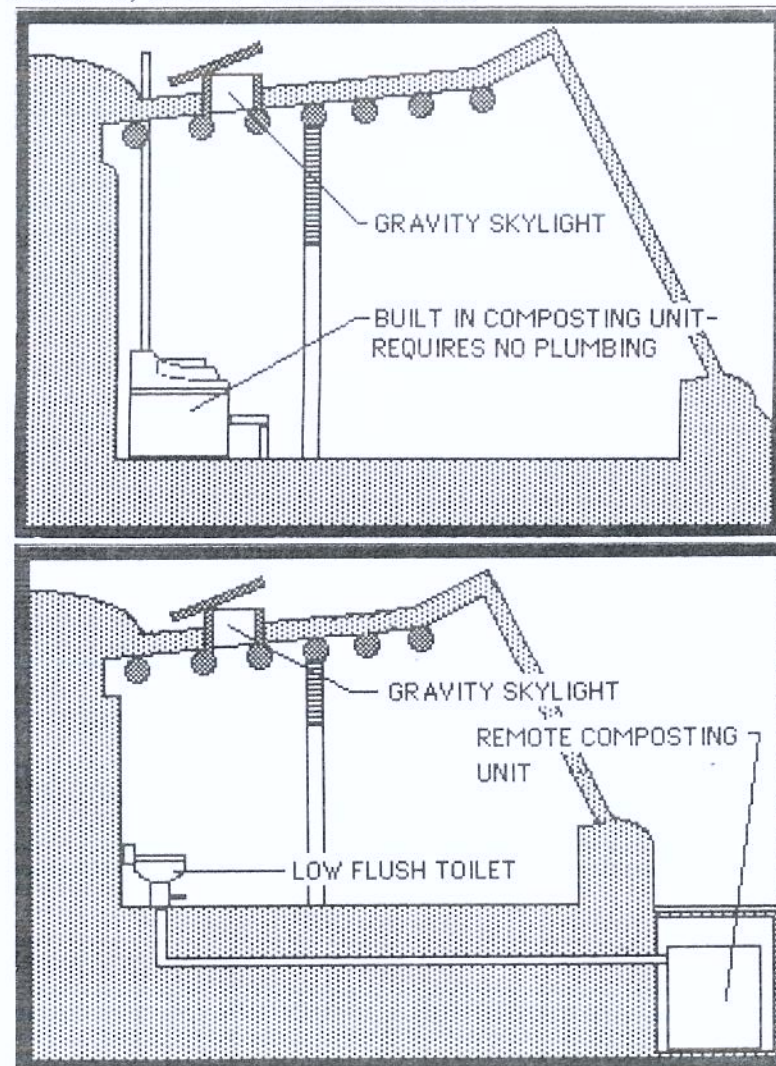 GRAVITY SKYLIGHT
BUILT IN COMPOSTING UNIT-
REQUIRES NO PLUMBING
GRAVITY SKYLIGHT
REMOTE COMPOSTING
UNIT
LOW FLUSH TOILET